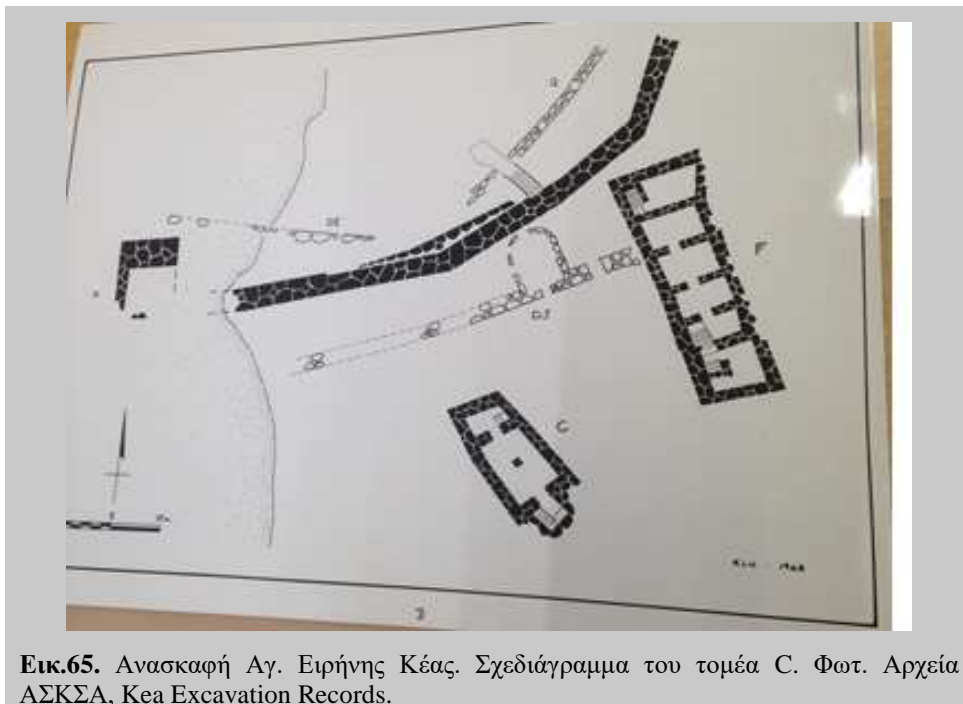 F
C
Εικ.65. Ανασκαφή Αγ. Ειρήνης Κέας. Σχεδιάγραμμα του τομέα C. Φωτ. Αρχεία
ΑΣΚΣΑ, Kea Excavation Records.